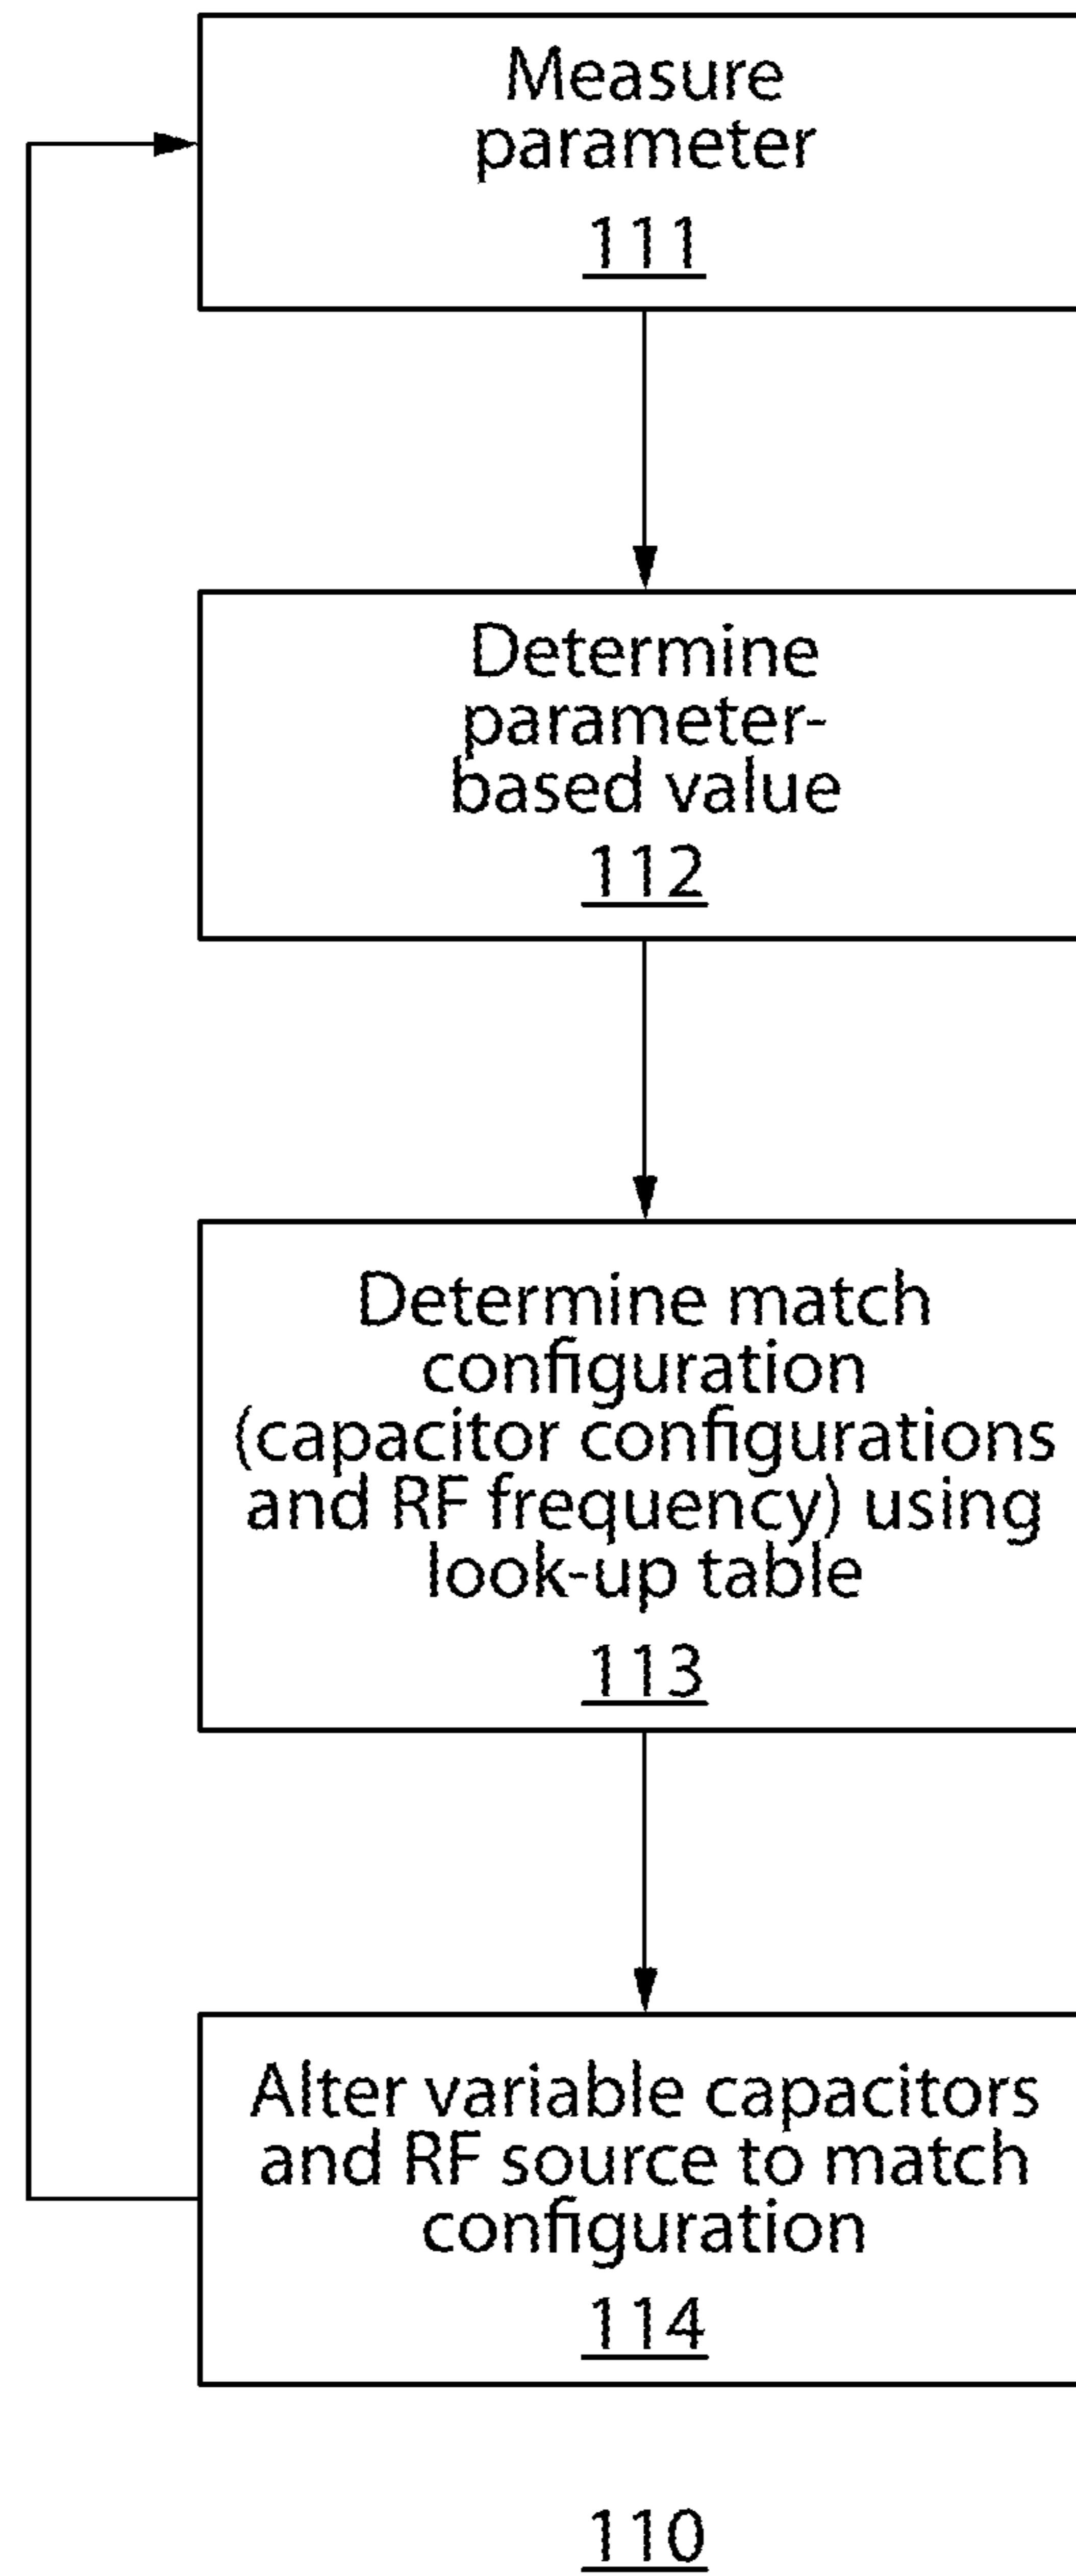 Measure
parameter
111
Determine
parameter-
based value
112
Determine match
configuration
(capacitor configurations
and RF frequency) using
look-up table
113
Alter variable capacitors
and RF source to match
configuration
114
110